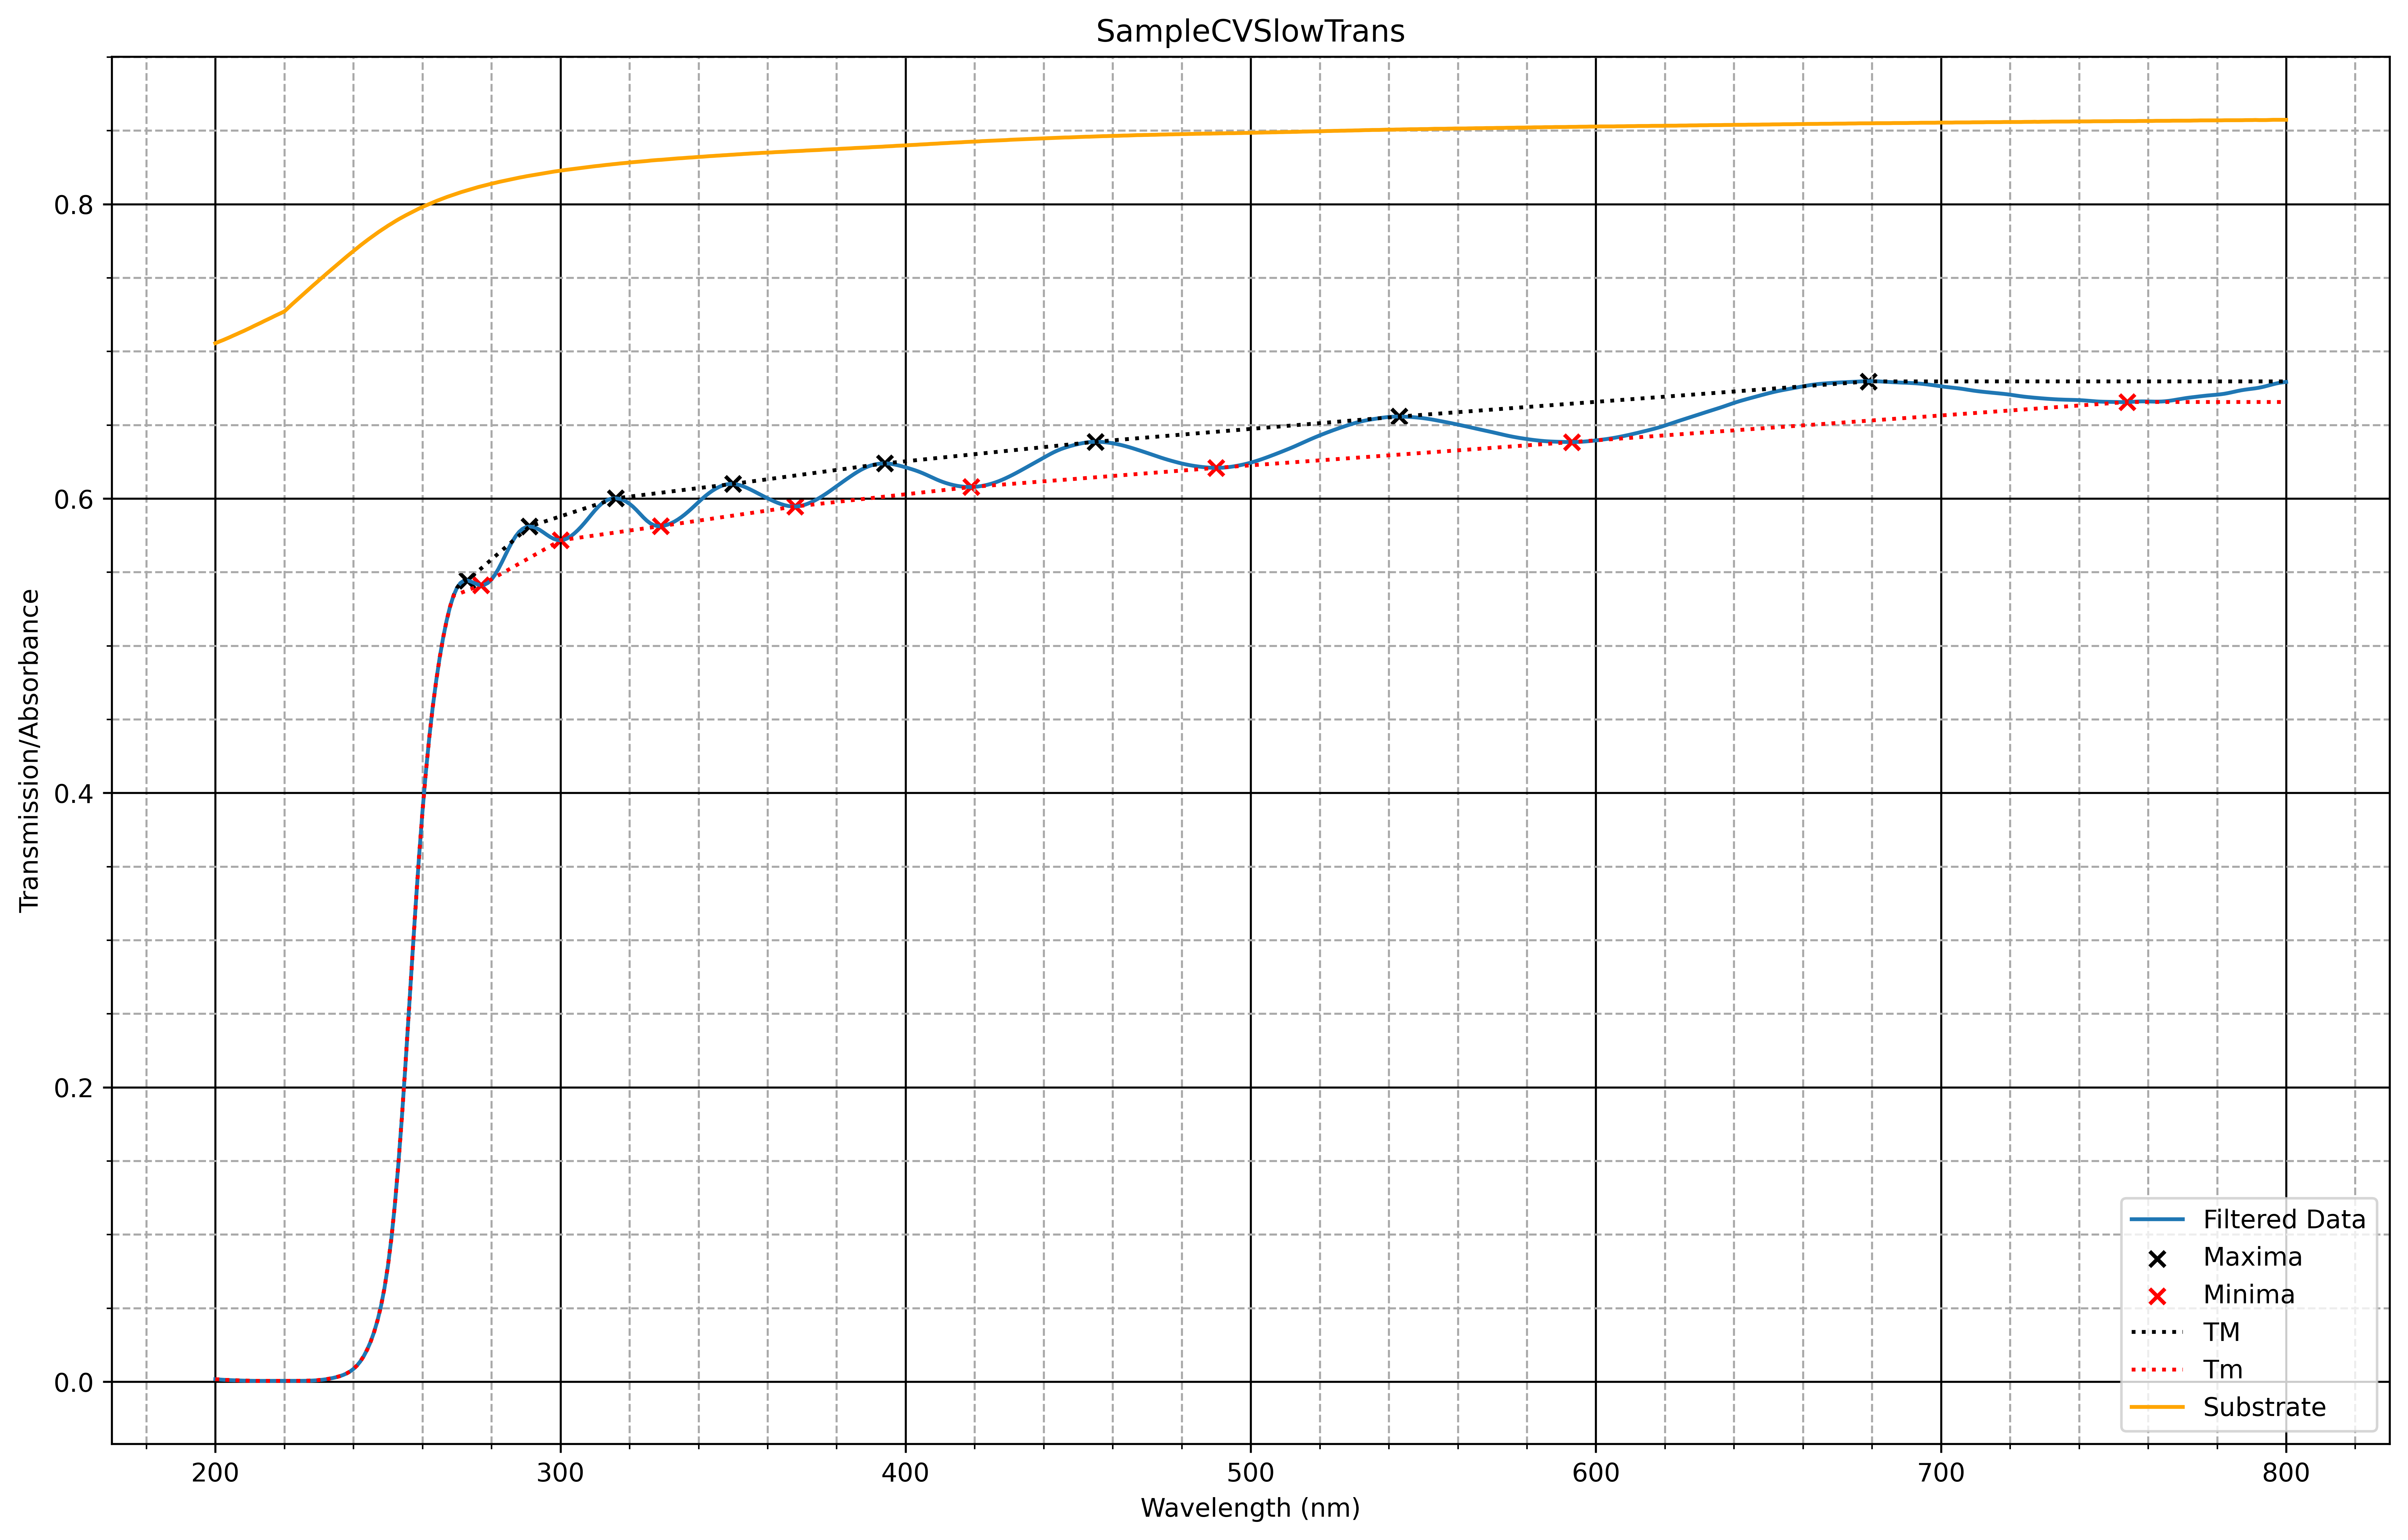 SampleCVSlowTrans
Transmission/Absorbance
0.8
0.6
0.4
0.2
0.0
200 300 400 500 600 700 800
Wavelength (nm)
Filtered Data
Maxima
Minima
TM
Tm
Substrate